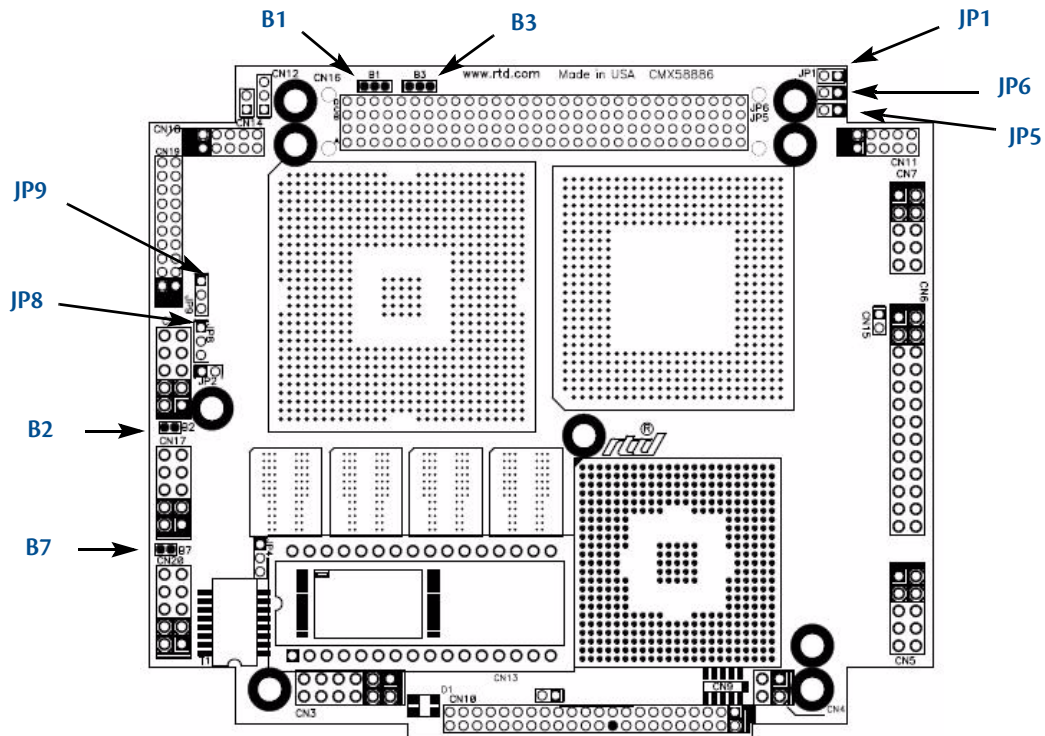 B1
B3
JP1
www.rtd.com Made in USA CMX58886
CN12
CN16
B1
B3
JP1
JP6
JP6
JP5
JP5
CN14
CN18
CN19
CN11
CN7
JP9
JP9
JP8
JP8
CN6
CN15
JP2
B2
B2
CN17
rtd®
B7
B7
JP4
CN20
CN13
CN5
D1
CN10
CN9
CN3
CN4